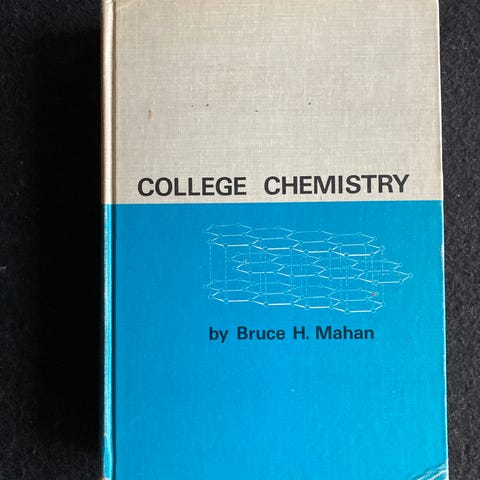 COLLEGE CHEMISTRY
by Bruce H. Mahan